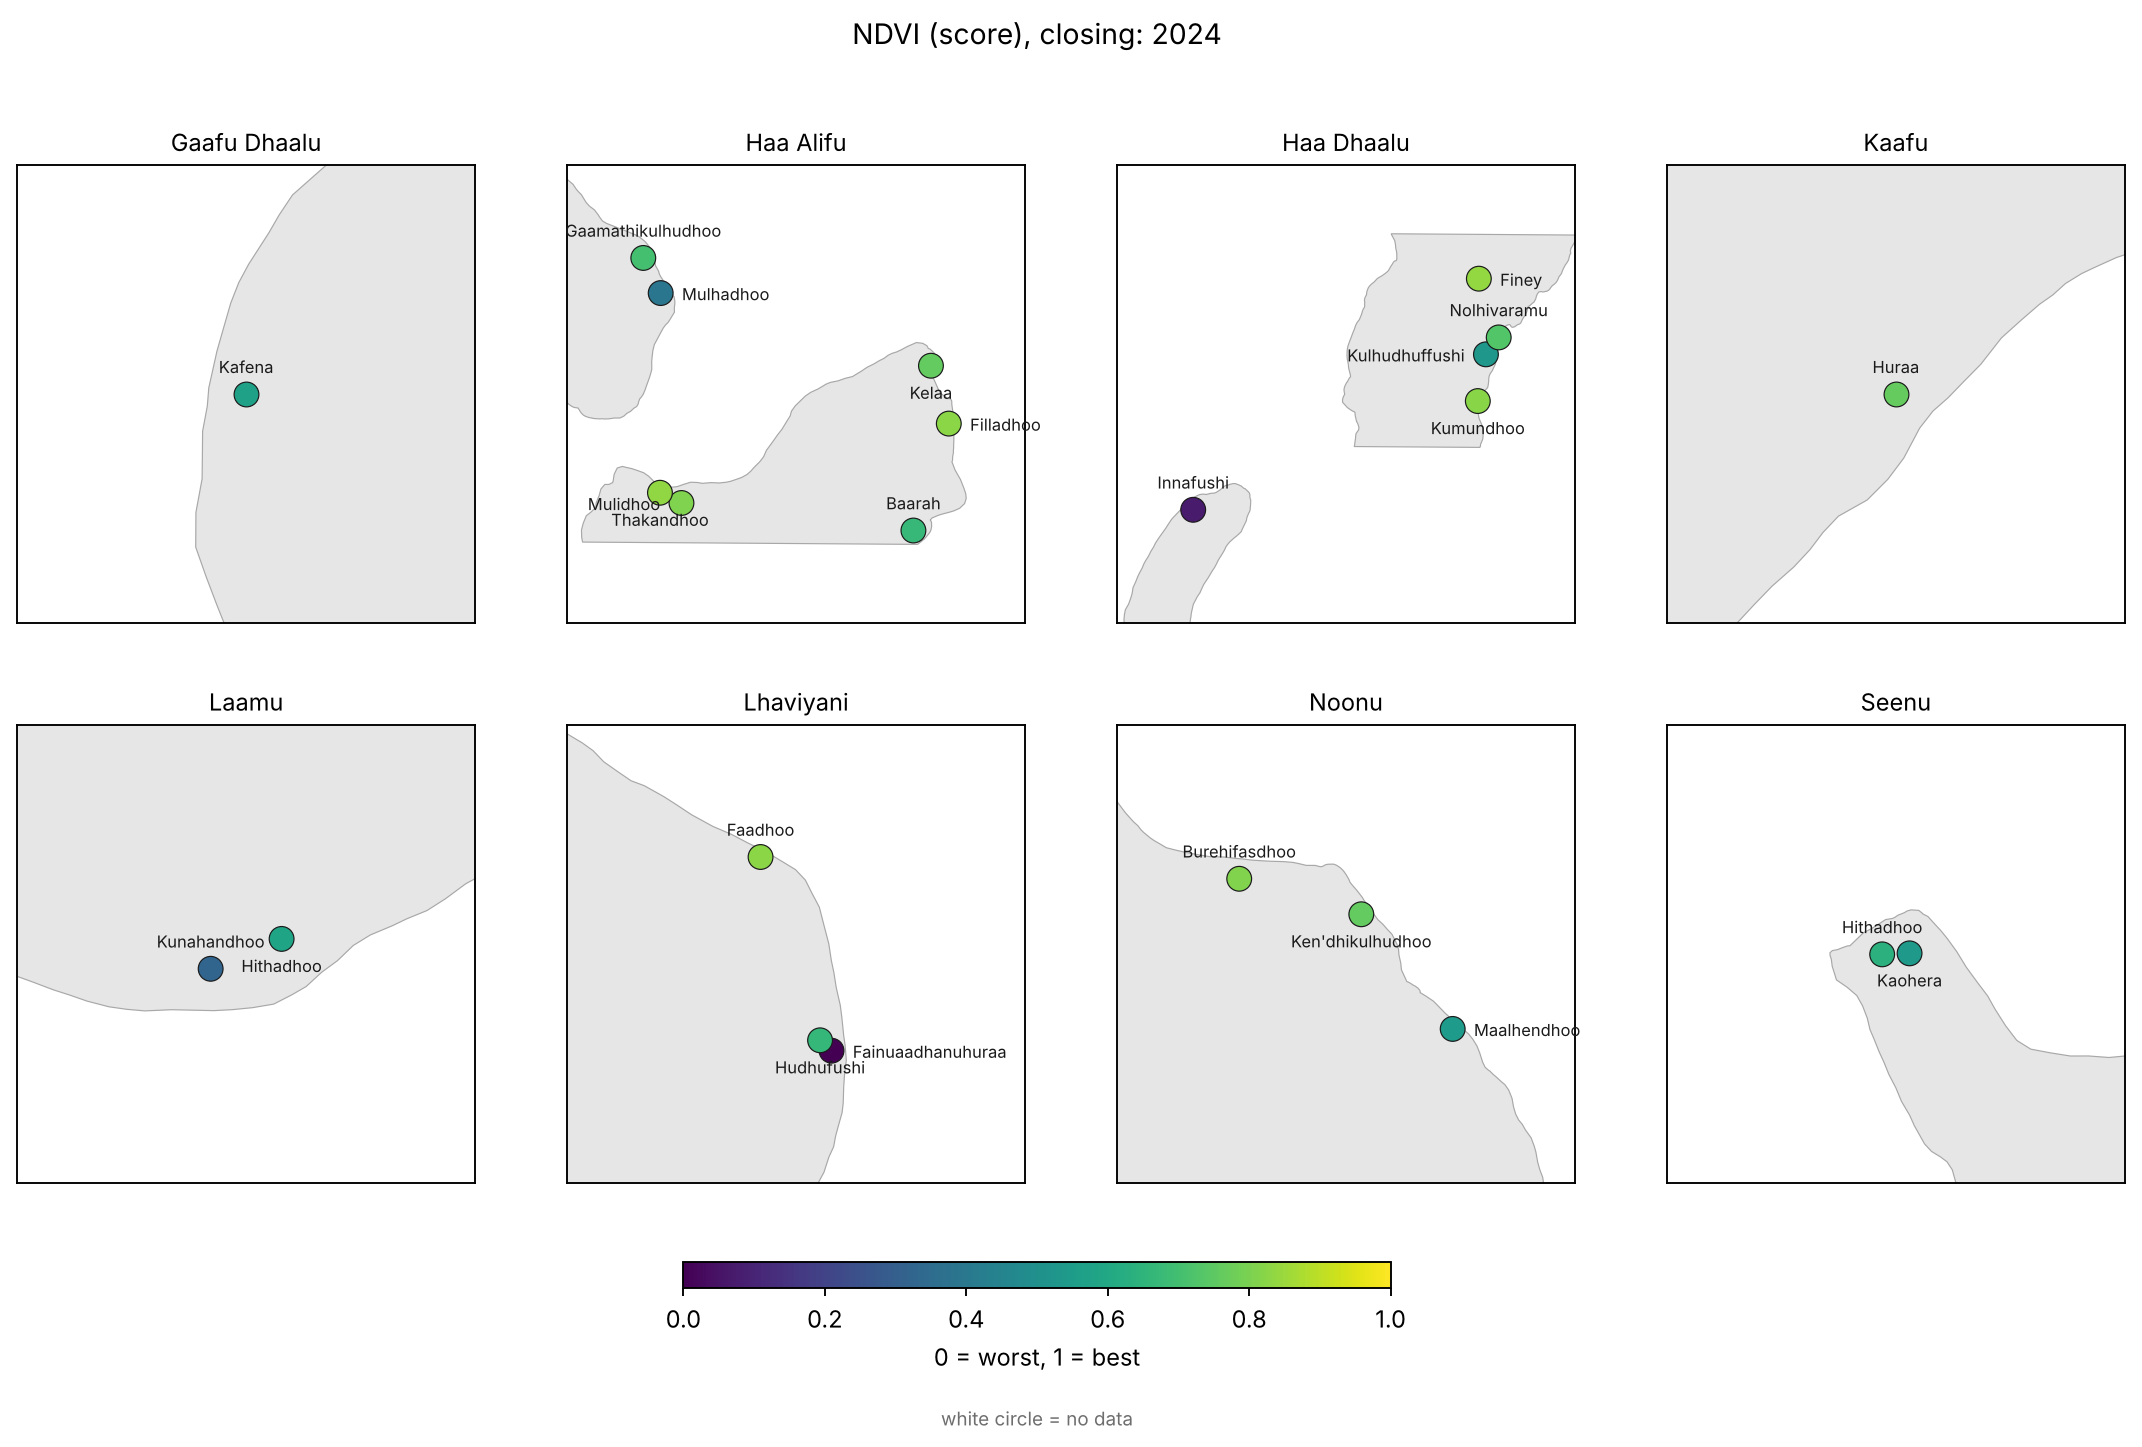 NDVI (score), closing: 2024
Gaafu Dhaalu
Kafena
Haa Alifu
Gaamathikulhudhoo
Mulhadhoo
Kelaa
Filladhoo
Mulidhoo
Thakandhoo
Baarah
Haa Dhaalu
Finey
Nolhivaramu
Kulhudhuffushi
Kumundhoo
Innafushi
Kaafu
Huraa
Laamu
Kunahandhoo
Hithadhoo
Lhaviyani
Faadhoo
Fainuaadhanuhuraa
Hudhufushi
Noonu
Burehifasdhoo
Ken'dhikulhudhoo
Maalhendhoo
Seenu
Hithadhoo
Kaohera
0.0 0.2 0.4 0.6 0.8 1.0
0 = worst, 1 = best
white circle = no data